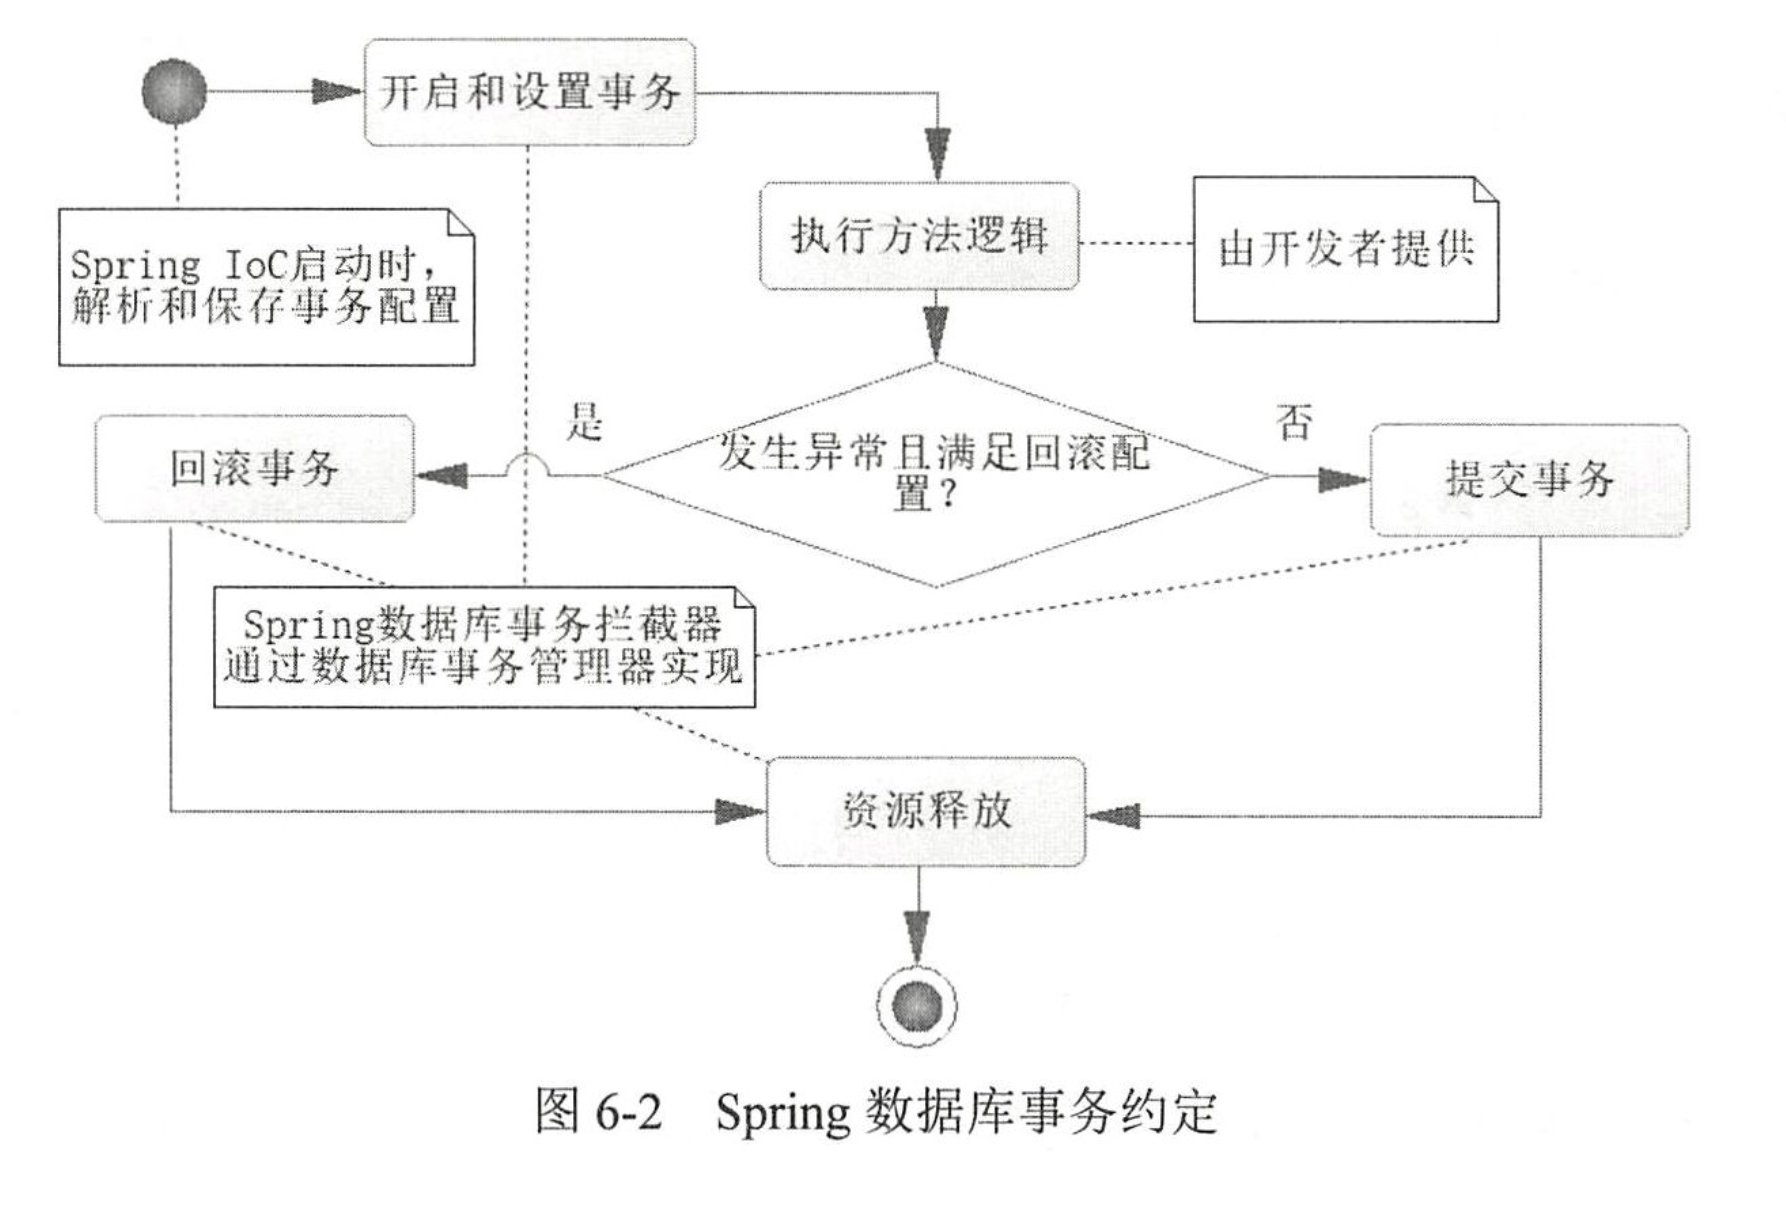 开启和设置事务
执行方法逻辑
由开发者提供
Spring IoC启动时，
解析和保存事务配置
是
否
回滚事务
发生异常且满足回滚配
置？
提交事务
Spring数据库事务拦截器
通过数据库事务管理器实现
资源释放
图 6-2 Spring 数据库事务约定